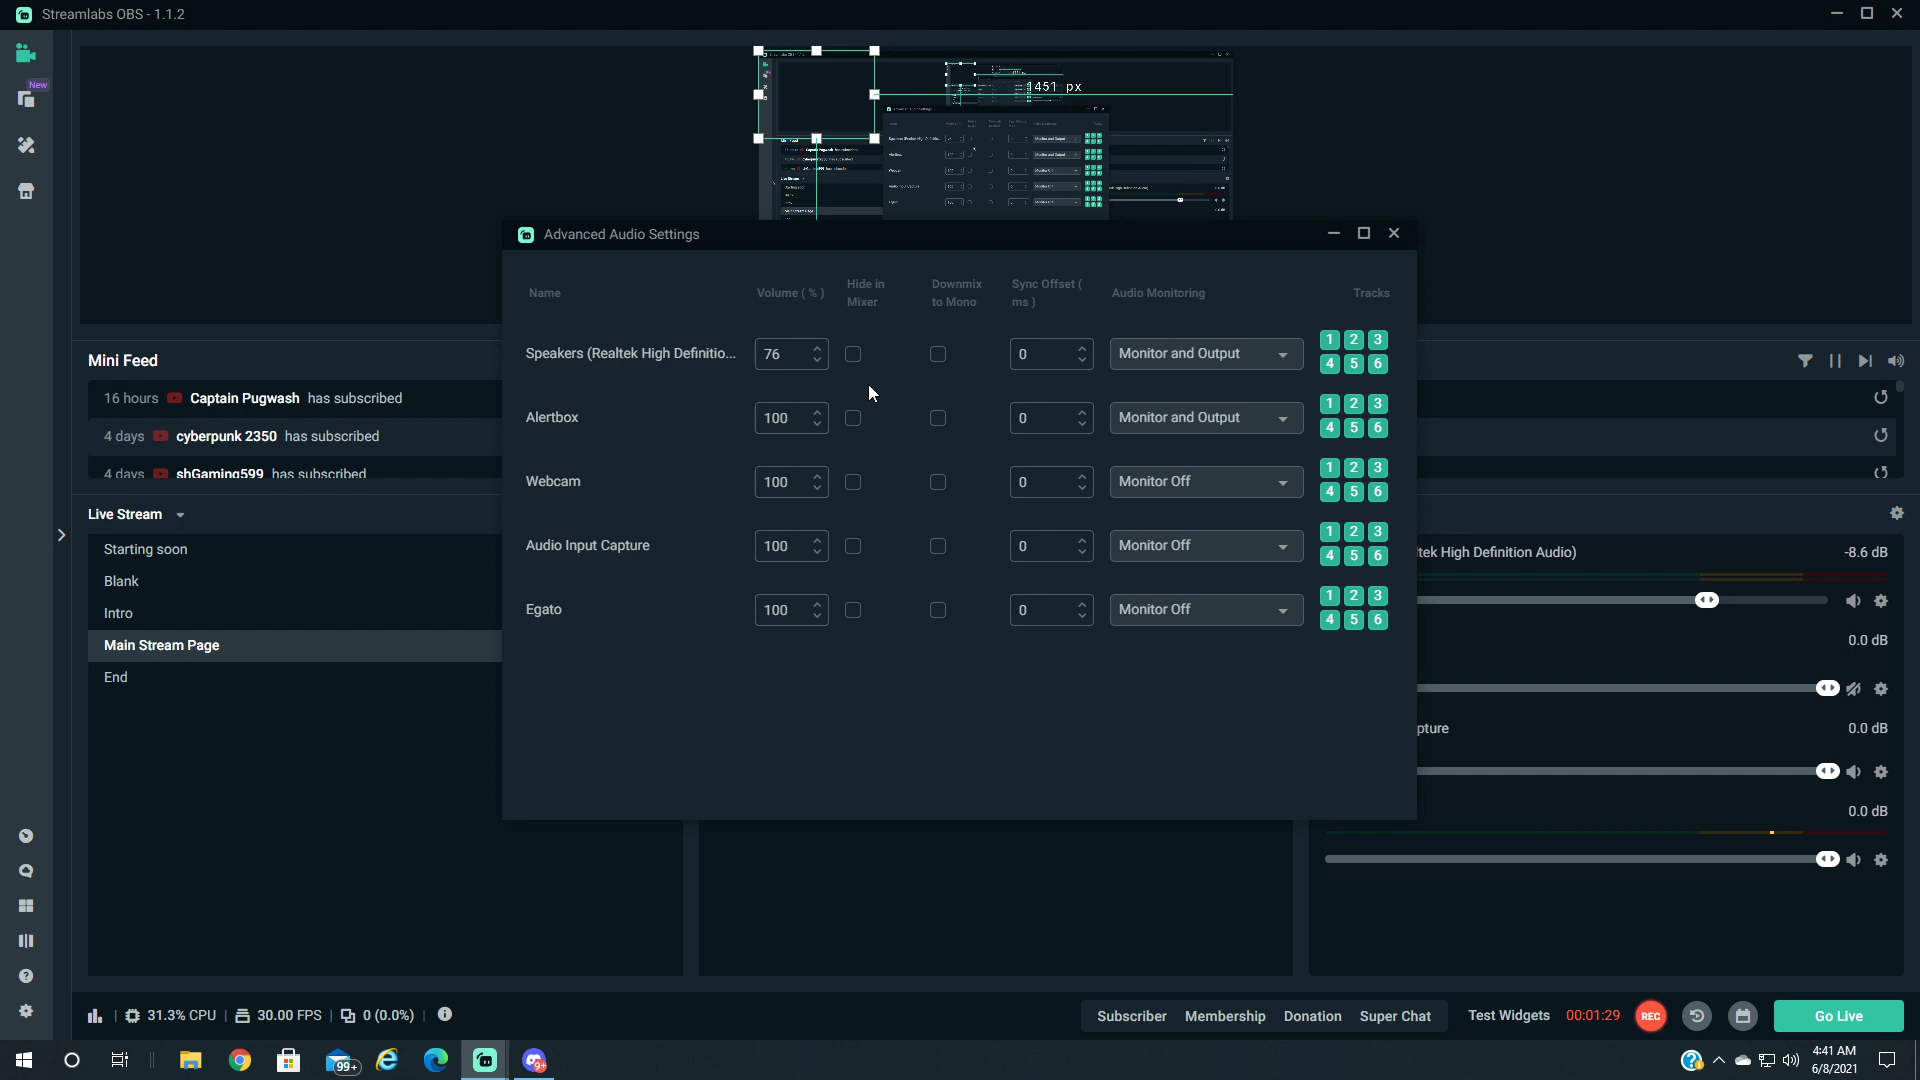 Streamlabs OBS - 1.1.2
New
1451 px
Advanced Audio Settings
Name
Volume ( % )
Hide in
Mixer
Downmix
to Mono
Sync Offset (
ms )
Audio Monitoring
Tracks
Speakers (Realtek High Definitio...
76
0
Monitor and Output
1 2 3
4 5 6
Alertbox
100
0
Monitor and Output
1 2 3
4 5 6
Webcam
100
0
Monitor Off
1 2 3
4 5 6
Audio Input Capture
100
0
Monitor Off
1 2 3
4 5 6
Egato
100
0
Monitor Off
1 2 3
4 5 6
Mini Feed
16 hours Captain Pugwash has subscribed
4 days cyberpunk 2350 has subscribed
4 days shGaming599 has subscribed
Live Stream
Starting soon
Blank
Intro
Main Stream Page
End
tek High Definition Audio)
-8.6 dB
0.0 dB
pture
0.0 dB
0.0 dB
31.3% CPU
30.00 FPS
0 (0.0%)
Subscriber
Membership
Donation
Super Chat
Test Widgets
00:01:29
REC
Go Live
99+
9+
4:41 AM
6/8/2021